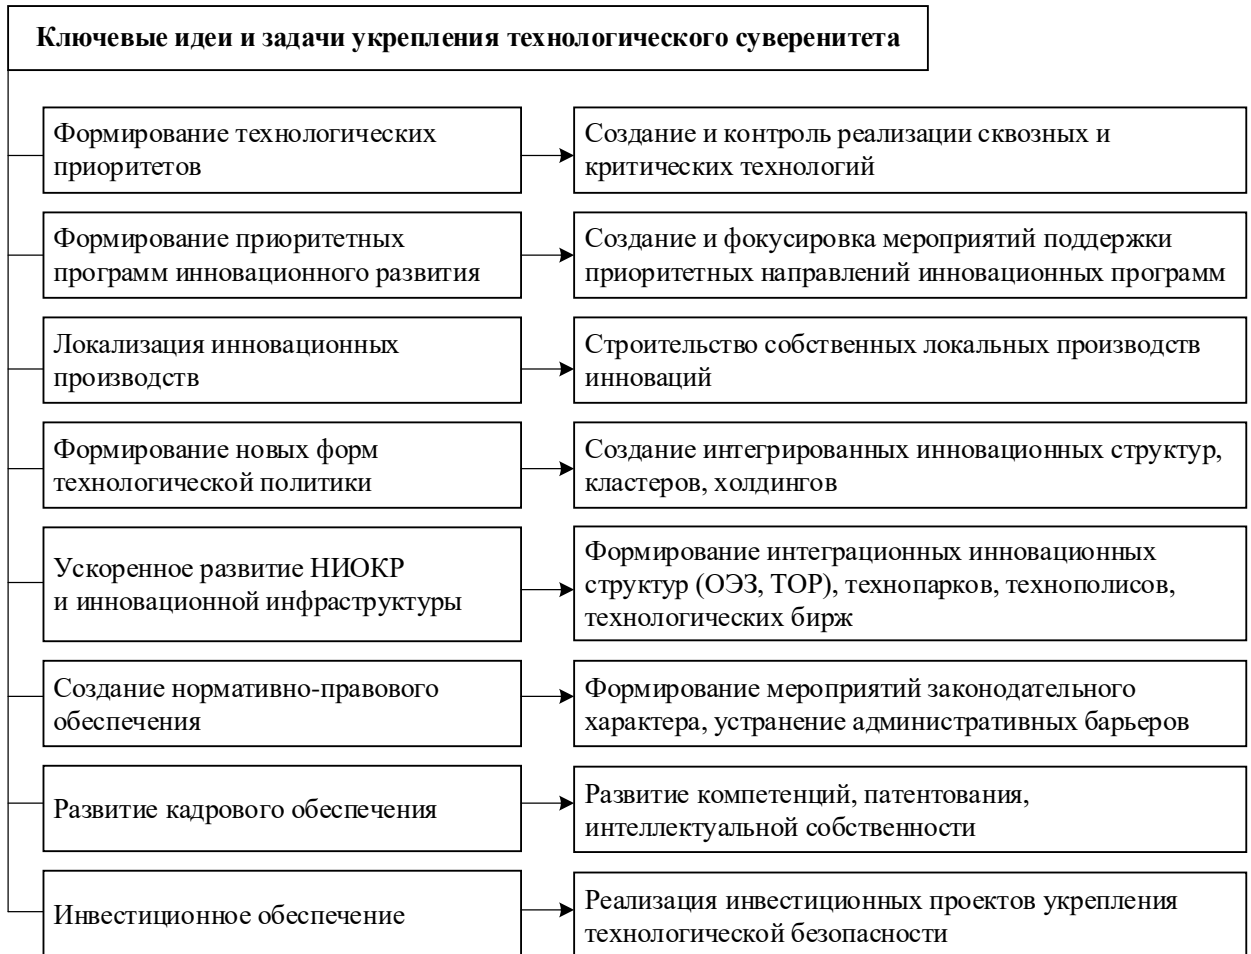 Ключевые идеи и задачи укрепления технологического суверенитета
Формирование технологических
приоритетов
Создание и контроль реализации сквозных и
критических технологий
Формирование приоритетных
программ инновационного развития
Создание и фокусировка мероприятий поддержки
приоритетных направлений инновационных программ
Локализация инновационных
производств
Строительство собственных локальных производств
инноваций
Формирование новых форм
технологической политики
Создание интегрированных инновационных структур,
кластеров, холдингов
Ускоренное развитие НИОКР
и инновационной инфраструктуры
Формирование интеграционных инновационных
структур (ОЭЗ, ТОР), технопарков, технополисов,
технологических бирж
Создание нормативно-правового
обеспечения
Формирование мероприятий законодательного
характера, устранение административных барьеров
Развитие кадрового обеспечения
Развитие компетенций, патентования,
интеллектуальной собственности
Инвестиционное обеспечение
Реализация инвестиционных проектов укрепления
технологической безопасности